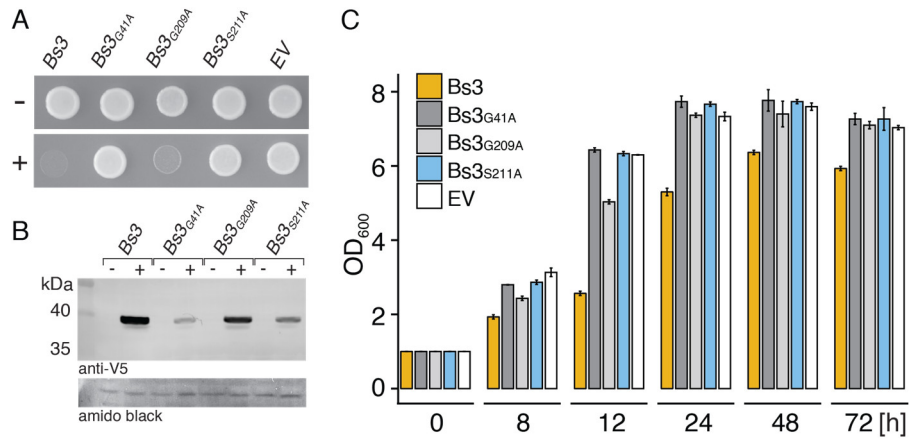 A
Bs3
Bs3G41A
Bs3G209A
Bs3S211A
EV
-
+
B
Bs3
Bs3G41A
Bs3G209A
Bs3S211A
- + - + - + - +
kDa
40
35
anti-V5
amido black
C
Bs3
Bs3G41A
Bs3G209A
Bs3S211A
EV
OD600
8
6
4
2
0
0 8 12 24 48 72 [h]